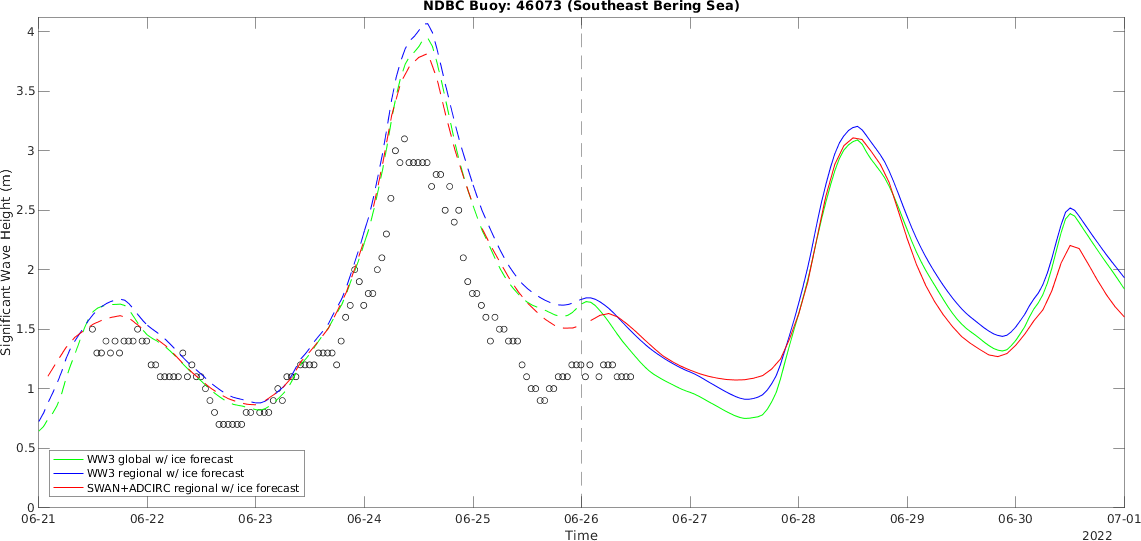 NDBC Buoy: 46073 (Southeast Bering Sea)
Significant Wave Height (m)
4
3.5
3
2.5
2
1.5
1
0.5
0
WW3 global w/ ice forecast
WW3 regional w/ ice forecast
SWAN+ADCIRC regional w/ ice forecast
06-21 06-22 06-23 06-24 06-25 06-26 06-27 06-28 06-29 06-30 07-01
Time
2022